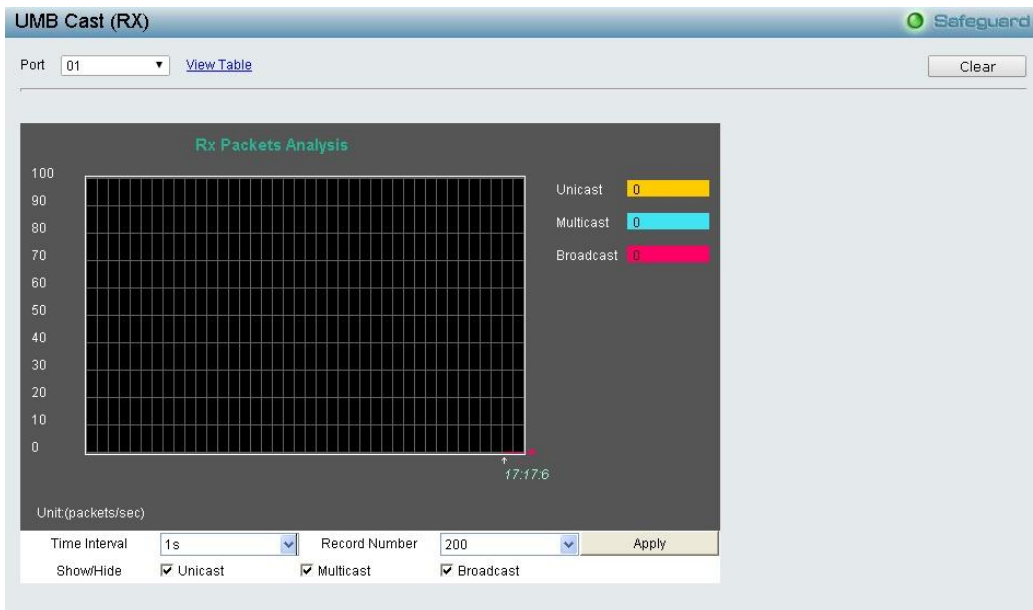 UMB Cast (RX)
Safeguard
Port 01 View Table
Clear
Rx Packets Analysis
100
90
80
70
60
50
40
30
20
10
0
Unicast 0
Multicast 0
Broadcast 0
17:17:6
Unit:(packets/sec)
Time Interval 1s Record Number 200 Apply
Show/Hide Unicast Multicast Broadcast